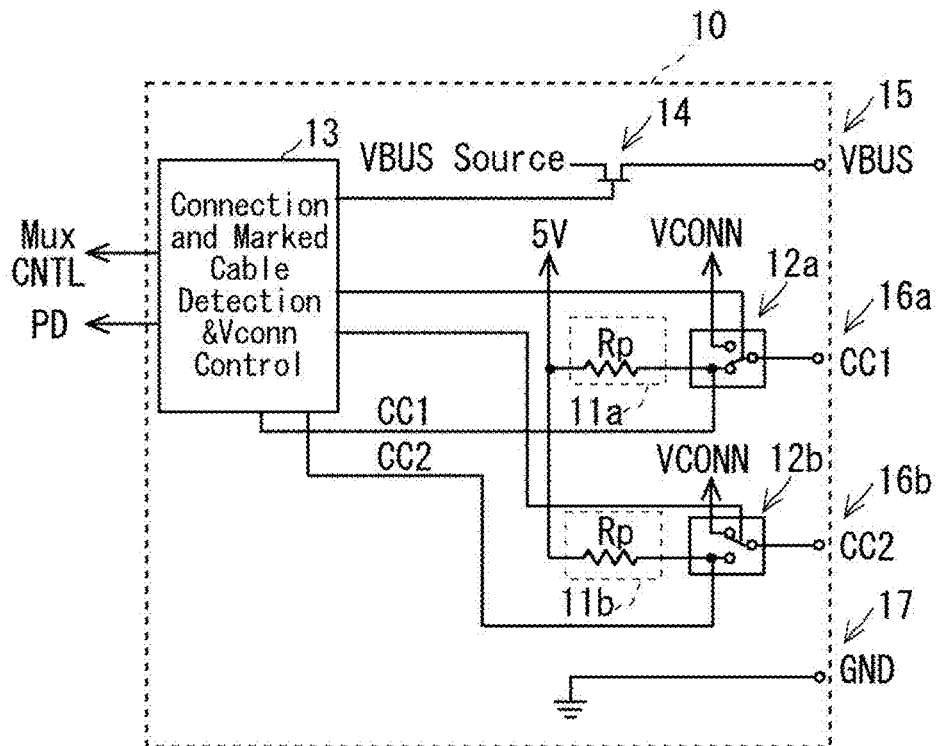 10
15
14
13
VBUS Source
VBUS
Connection
and Marked
Cable
Detection
&Vconn
Control
Mux
CNTL
PD
5V
VCONN
12a
16a
Rp
CC1
11a
CC1
CC2
VCONN
12b
16b
Rp
CC2
11b
17
GND